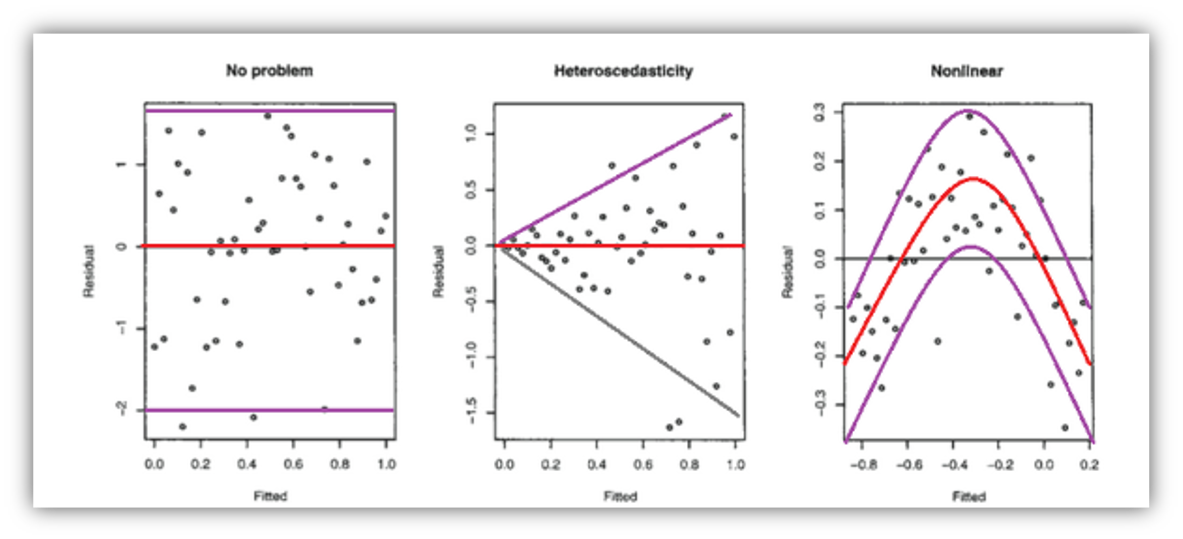 No problem
Heteroscedasticity
Nonlinear
Residual
1
0
−1
−2
0.0 0.2 0.4 0.6 0.8 1.0
Fitted
Residual
1.0
0.5
0.0
−0.5
−1.0
−1.5
0.0 0.2 0.4 0.6 0.8 1.0
Fitted
Residual
0.3
0.2
0.1
0.0
−0.1
−0.2
−0.3
−0.8 −0.6 −0.4 −0.2 0.0 0.2
Fitted